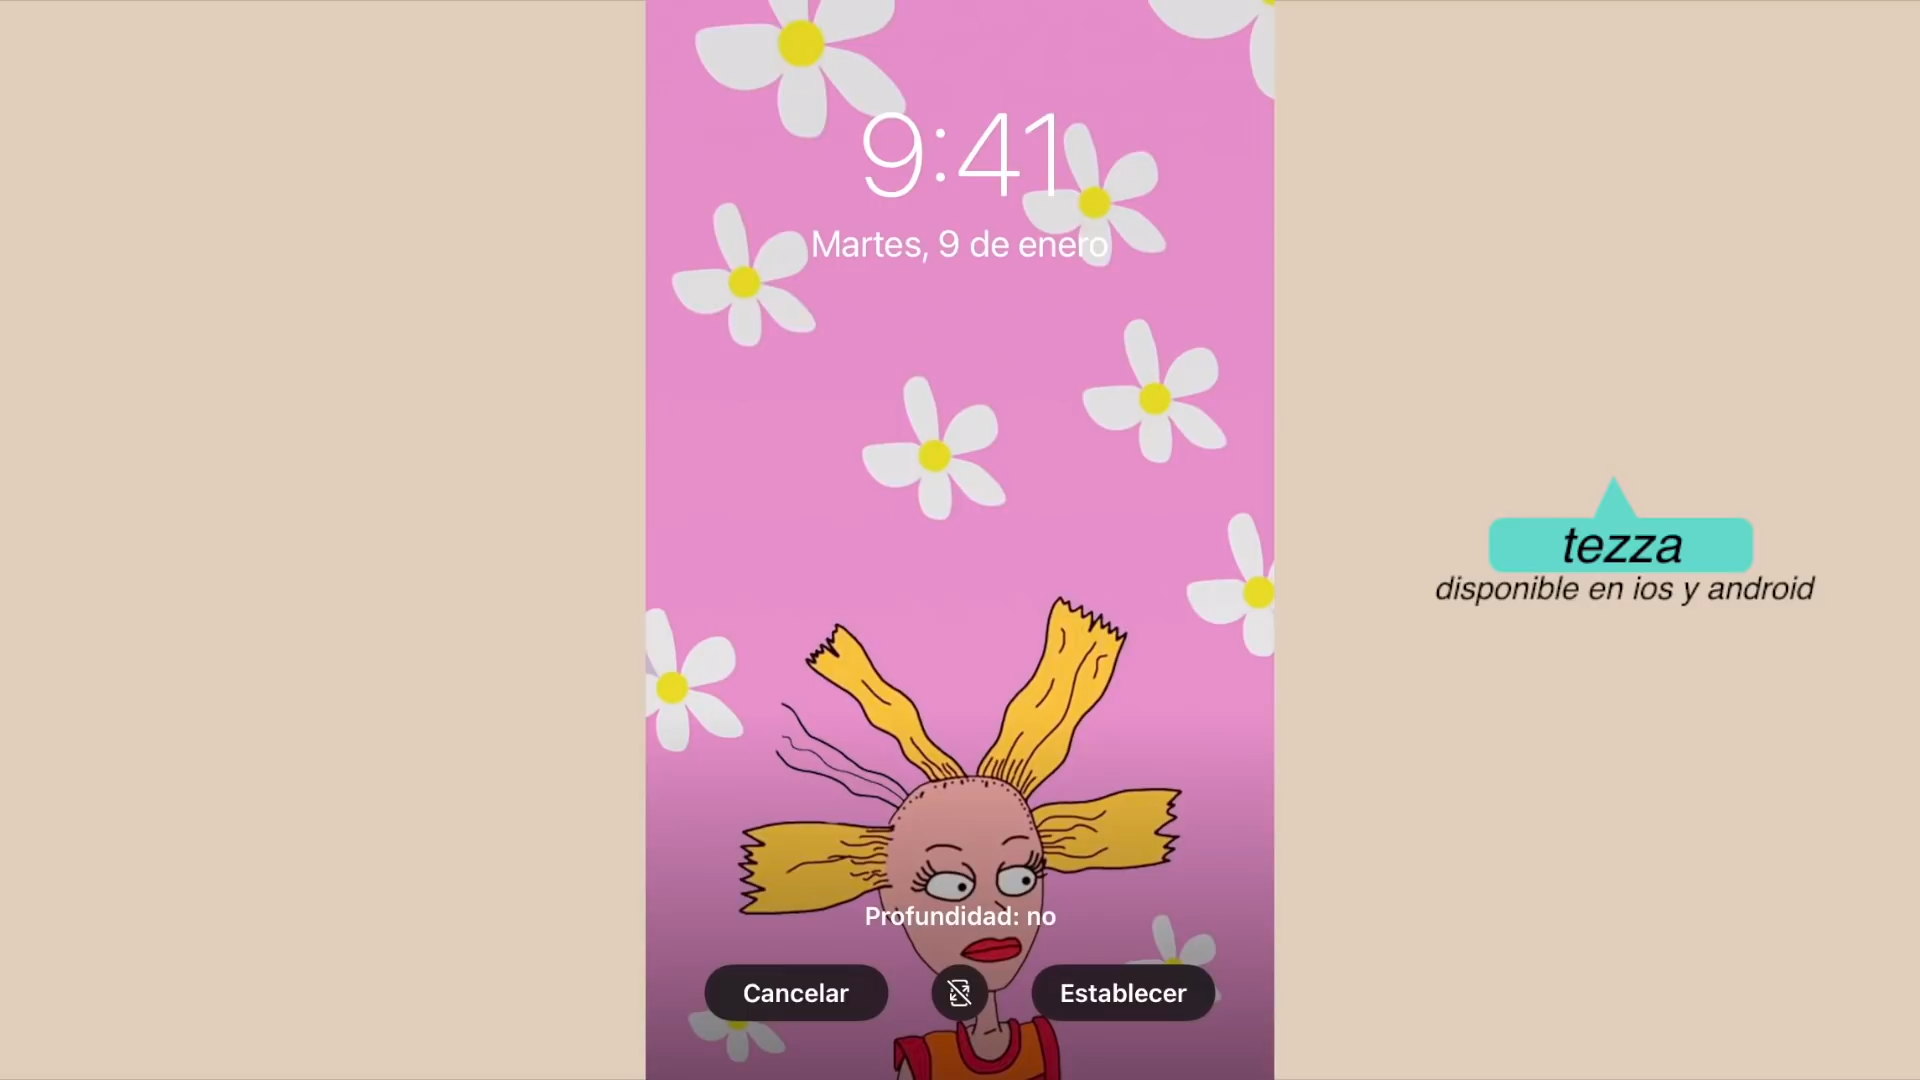 9:41
Martes, 9 de enero
tezza
disponible en ios y android
Profundidad: no
Cancelar
Establecer